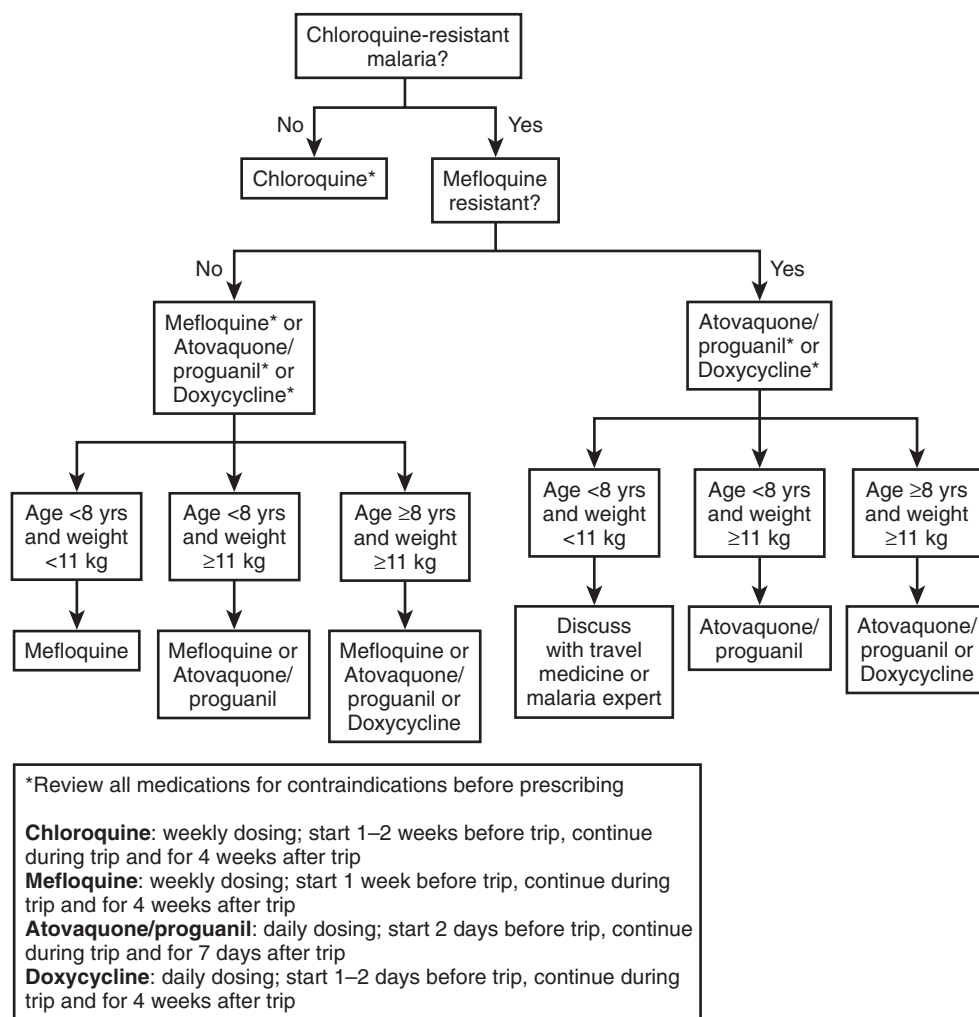 Chloroquine-resistant
malaria?
No
Yes
Chloroquine*
Mefloquine
resistant?
No
Yes
Mefloquine* or
Atovaquone/
proguanil* or
Doxycycline*
Atovaquone/
proguanil* or
Doxycycline*
Age <8 yrs
and weight
<11 kg
Age <8 yrs
and weight
≥11 kg
Age ≥8 yrs
and weight
≥11 kg
Age <8 yrs
and weight
<11 kg
Age <8 yrs
and weight
≥11 kg
Age ≥8 yrs
and weight
≥11 kg
Mefloquine
Mefloquine or
Atovaquone/
proguanil
Mefloquine or
Atovaquone/
proguanil or
Doxycycline
Discuss
with travel
medicine or
malaria expert
Atovaquone/
proguanil
Atovaquone/
proguanil or
Doxycycline
*Review all medications for contraindications before prescribing
Chloroquine: weekly dosing; start 1–2 weeks before trip, continue
during trip and for 4 weeks after trip
Mefloquine: weekly dosing; start 1 week before trip, continue during
trip and for 4 weeks after trip
Atovaquone/proguanil: daily dosing; start 2 days before trip, continue
during trip and for 7 days after trip
Doxycycline: daily dosing; start 1–2 days before trip, continue during
trip and for 4 weeks after trip